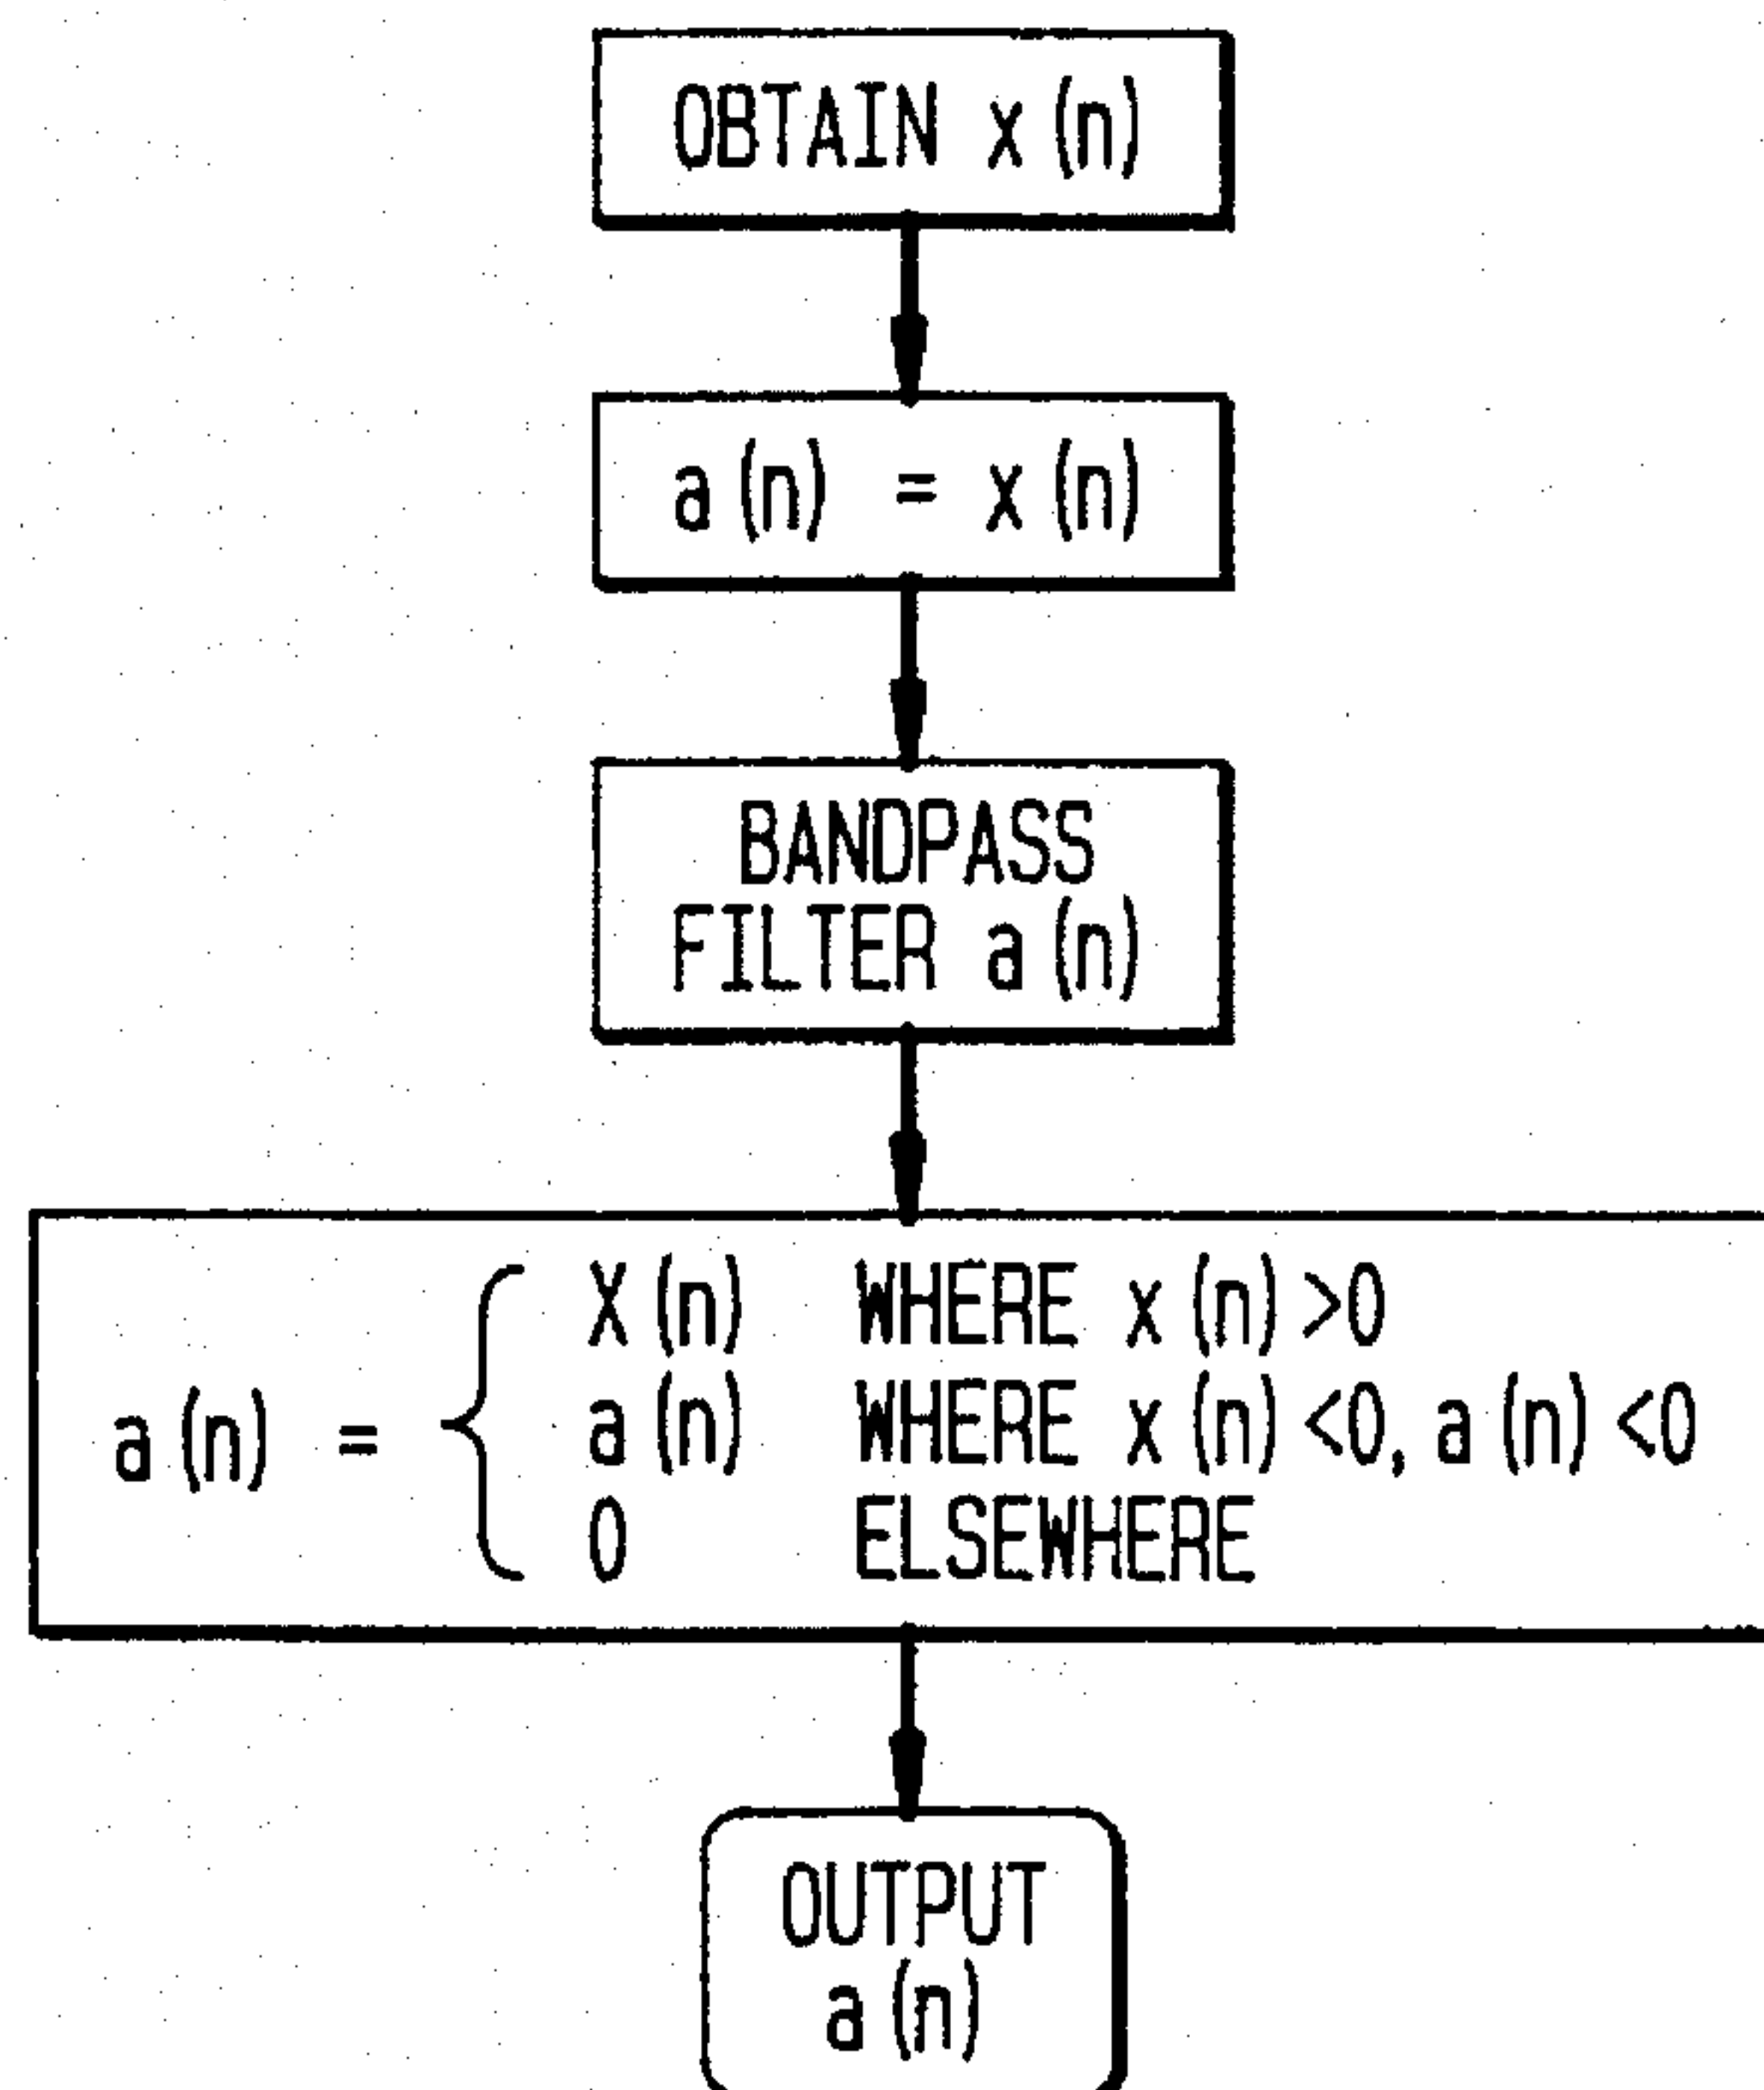 OBTAIN x(n)
a(n) = x(n)
BANDPASS
FILTER a(n)
X(n) WHERE x(n)>0
a(n) = a(n) WHERE x(n)<0, a(n)<0
0 ELSEWHERE
OUTPUT
a(n)